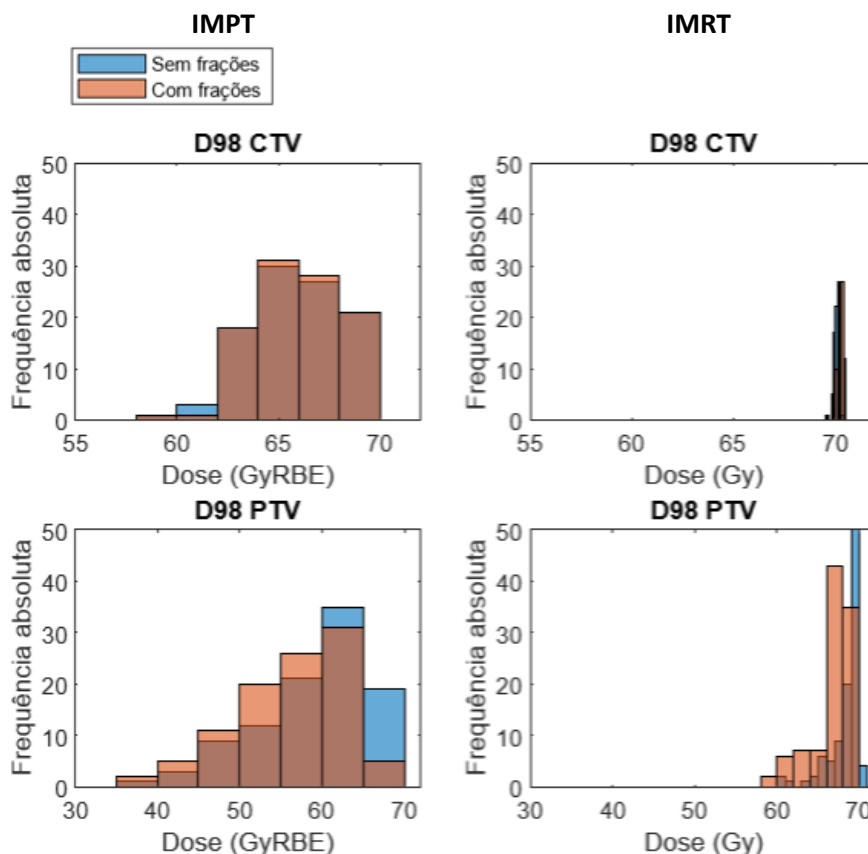 IMPT
IMRT
Sem frações
Com frações
D98 CTV
50
40
30
20
10
0
Frequência absoluta
55
60
65
70
Dose (GyRBE)
D98 CTV
50
40
30
20
10
0
Frequência absoluta
55
60
65
70
Dose (Gy)
D98 PTV
50
40
30
20
10
0
Frequência absoluta
30
40
50
60
70
Dose (GyRBE)
D98 PTV
50
40
30
20
10
0
Frequência absoluta
30
40
50
60
70
Dose (Gy)